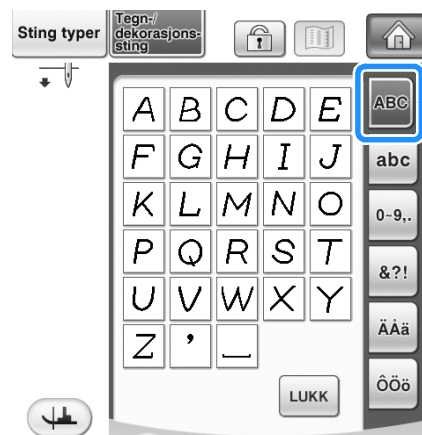 Sting typer
Tegn-/
dekorasjons-
sting
A B C D E
F G H I J
K L M N O
P Q R S T
U V W X Y
Z ’ _
ABC
abc
0~9,.
&?!
ÄÅä
ÔÖö
LUKK